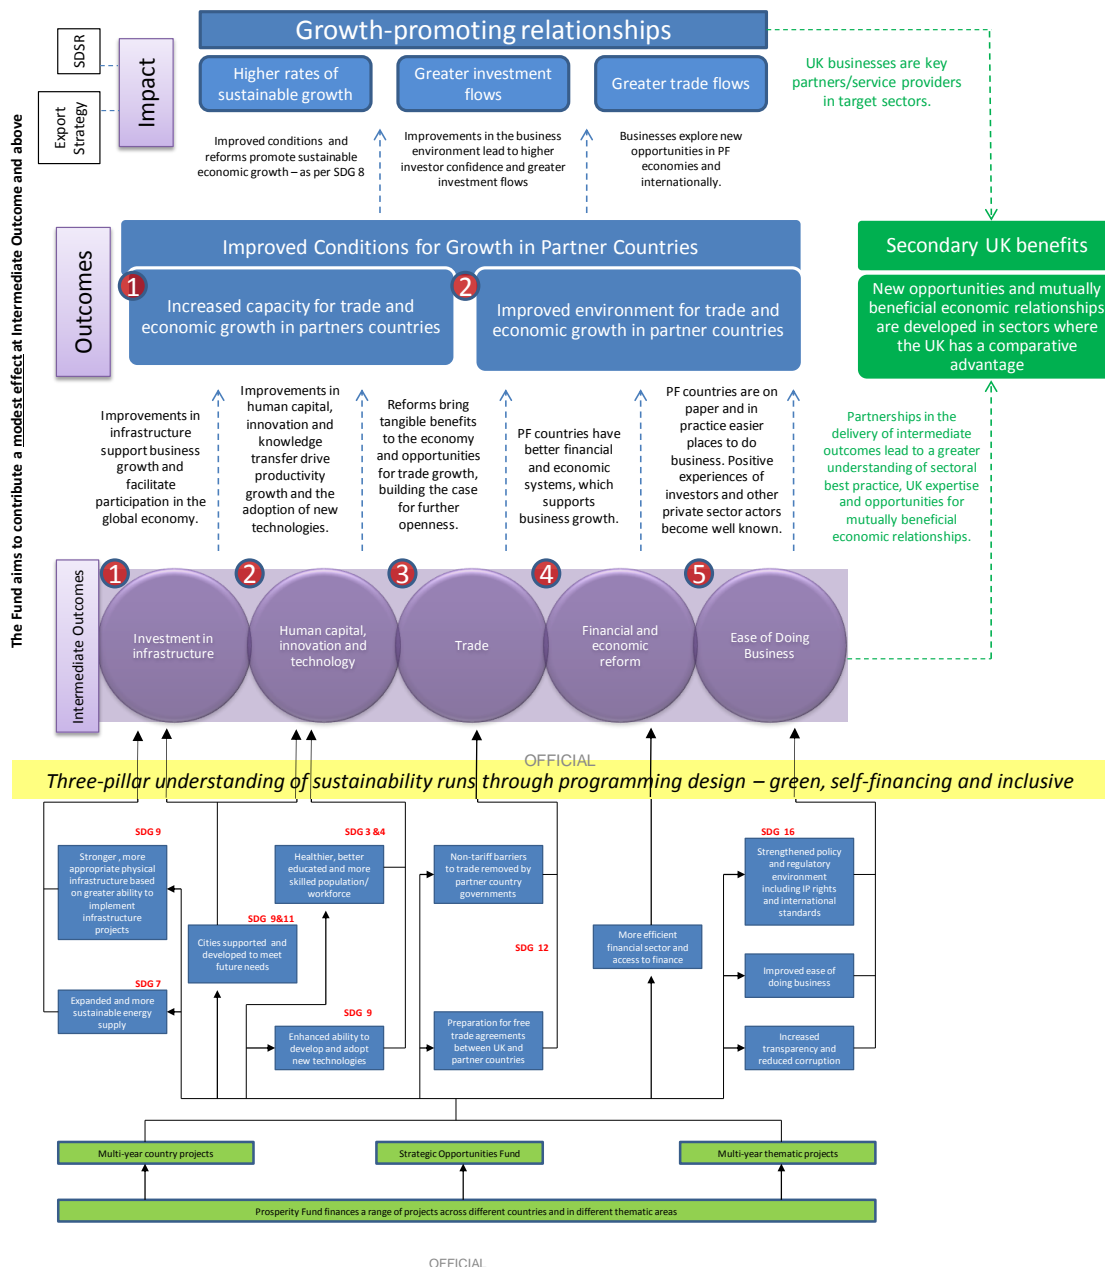 Growth-promoting relationships
SDSR
Export
Strategy
Impact
Higher rates of
sustainable growth
Greater investment
flows
Greater trade flows
UK businesses are key
partners/service providers
in target sectors.
Improved conditions  and
reforms promote sustainable
economic growth – as per SDG 8
Improvements in the business
environment lead to higher
investor confidence and greater
investment flows
Businesses explore new
opportunities in PF
economies and
internationally.
The Fund aims to contribute a modest effect at Intermediate Outcome and above
Outcomes
Improved Conditions for Growth in Partner Countries
1
Increased capacity for trade and
economic growth in partners countries
2
Improved environment for trade and
economic growth in partner countries
Secondary UK benefits
New opportunities and mutually
beneficial economic relationships
are developed in sectors where
the UK has a comparative
advantage
Improvements in
infrastructure
support business
growth and
facilitate
participation in the
global economy.
Improvements in
human capital,
innovation and
knowledge
transfer drive
productivity
growth and the
adoption of new
technologies.
Reforms bring
tangible benefits
to the economy
and opportunities
for trade growth,
building the case
for further
openness.
PF countries have
better financial
and economic
systems, which
supports
business growth.
PF countries are on
paper and in
practice easier
places to do
business. Positive
experiences of
investors and other
private sector actors
become well known.
Partnerships in the
delivery of intermediate
outcomes lead to a greater
understanding of sectoral
best practice, UK expertise
and opportunities for
mutually beneficial
economic relationships.
Intermediate Outcomes
1
Investment in
infrastructure
2
Human capital,
innovation and
technology
3
Trade
4
Financial and
economic
reform
5
Ease of Doing
Business
OFFICIAL
Three-pillar understanding of sustainability runs through programming design – green, self-financing and inclusive
SDG 9
Stronger , more
appropriate physical
infrastructure based
on greater ability to
implement
infrastructure
projects
SDG 7
Expanded and more
sustainable energy
supply
SDG 9&11
Cities supported  and
developed to meet
future needs
SDG 3 &4
Healthier, better
educated and more
skilled population/
workforce
SDG 9
Enhanced ability to
develop and adopt
new technologies
Non-tariff barriers
to trade removed by
partner country
governments
SDG 12
Preparation for free
trade agreements
between UK and
partner countries
More efficient
financial sector and
access to finance
SDG 16
Strengthened policy
and regulatory
environment
including IP rights
and international
standards
Improved ease of
doing business
Increased
transparency and
reduced corruption
Multi-year country projects
Strategic Opportunities Fund
Multi-year thematic projects
Prosperity Fund finances a range of projects across different countries and in different thematic areas
OFFICIAL